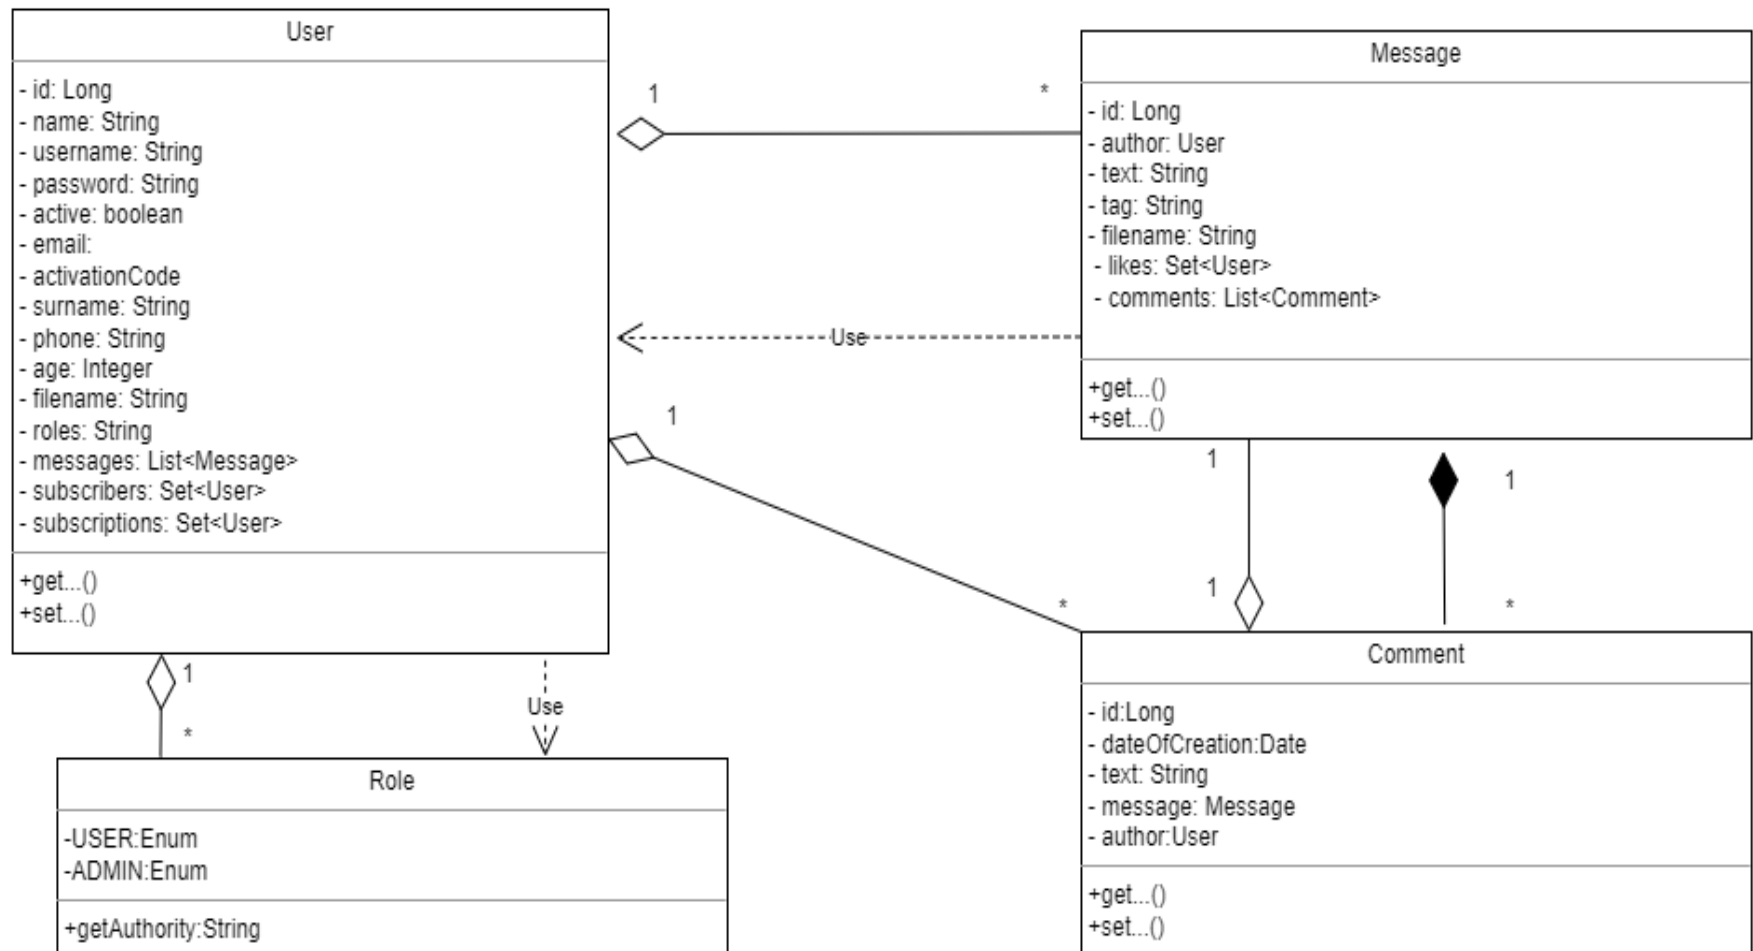 User
- id: Long
- name: String
- username: String
- password: String
- active: boolean
- email:
- activationCode
- surname: String
- phone: String
- age: Integer
- filename: String
- roles: String
- messages: List<Message>
- subscribers: Set<User>
- subscriptions: Set<User>
+get...()
+set...()
1
*
Use
1
*
Message
- id: Long
- author: User
- text: String
- tag: String
- filename: String
- likes: Set<User>
- comments: List<Comment>
+get...()
+set...()
1
1
1
*
1
*
Use
Role
-USER:Enum
-ADMIN:Enum
+getAuthority:String
Comment
- id:Long
- dateOfCreation:Date
- text: String
- message: Message
- author:User
+get...()
+set...()